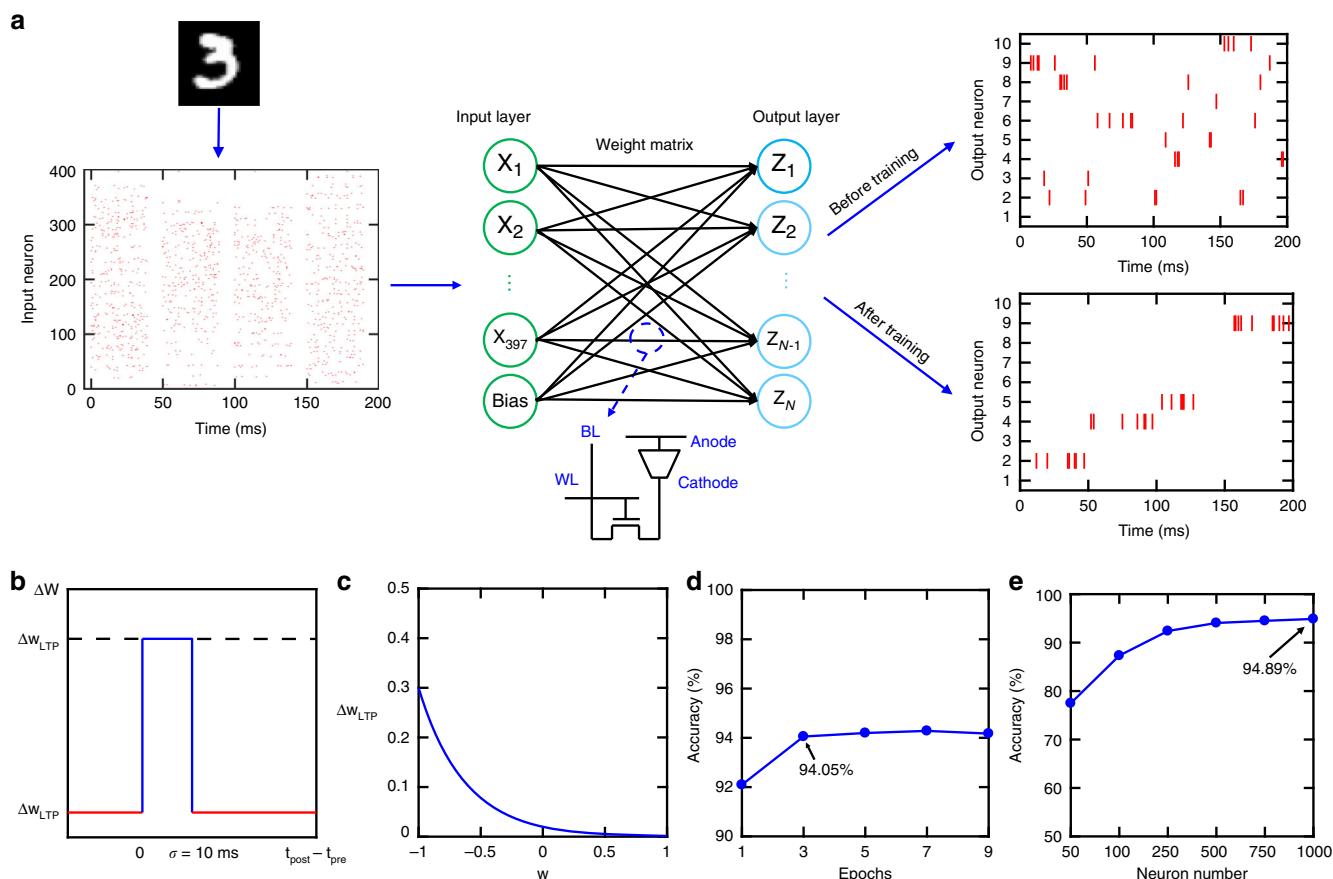 a
3
Input neuron
400
300
200
100
0
0 50 100 150 200
Time (ms)
Input layer
Weight matrix
Output layer
X1
X2
⋮
X397
Bias
Z1
Z2
⋮
ZN-1
ZN
BL
WL
Anode
Cathode
Before training
After training
Output neuron
10
9
8
7
6
5
4
3
2
1
0 50 100 150 200
Time (ms)
Output neuron
10
9
8
7
6
5
4
3
2
1
0 50 100 150 200
Time (ms)
b
ΔW
ΔwLTP
ΔwLTP
0 σ = 10 ms tpost – tpre
c
ΔwLTP
0.5
0.4
0.3
0.2
0.1
0
–1 –0.5 0 0.5 1
w
d
Accuracy (%)
100
98
96
94
92
90
94.05%
1 3 5 7 9
Epochs
e
Accuracy (%)
100
90
80
70
60
50
94.89%
50 100 250 500 750 1000
Neuron number